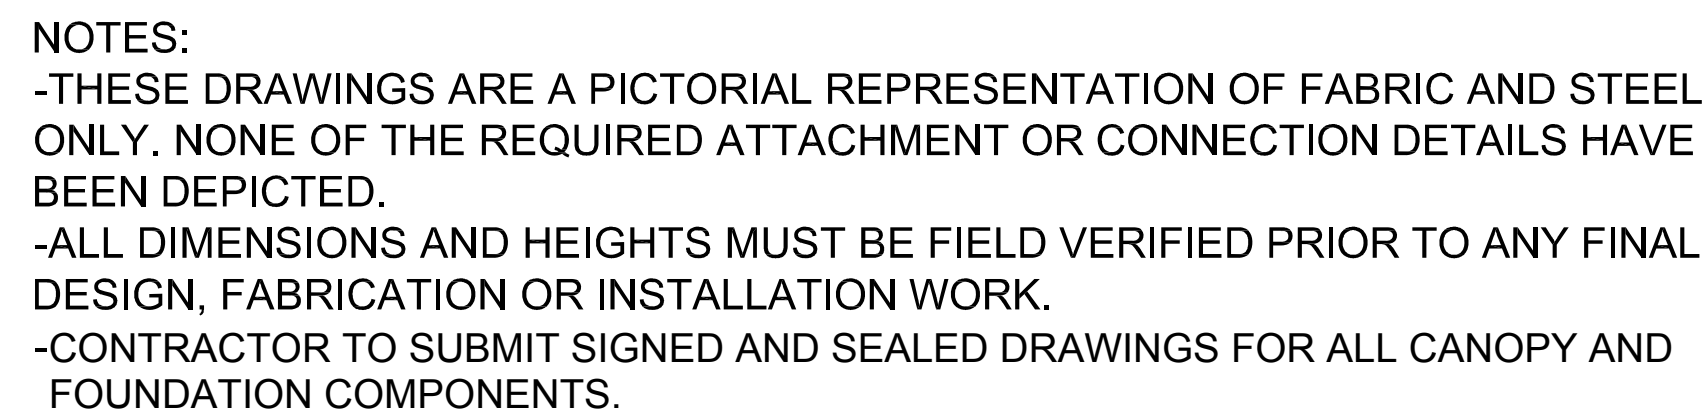 NOTES:
-THESE DRAWINGS ARE A PICTORIAL REPRESENTATION OF FABRIC AND STEEL
ONLY. NONE OF THE REQUIRED ATTACHMENT OR CONNECTION DETAILS HAVE
BEEN DEPICTED.
-ALL DIMENSIONS AND HEIGHTS MUST BE FIELD VERIFIED PRIOR TO ANY FINAL
DESIGN, FABRICATION OR INSTALLATION WORK.
-CONTRACTOR TO SUBMIT SIGNED AND SEALED DRAWINGS FOR ALL CANOPY AND
FOUNDATION COMPONENTS.